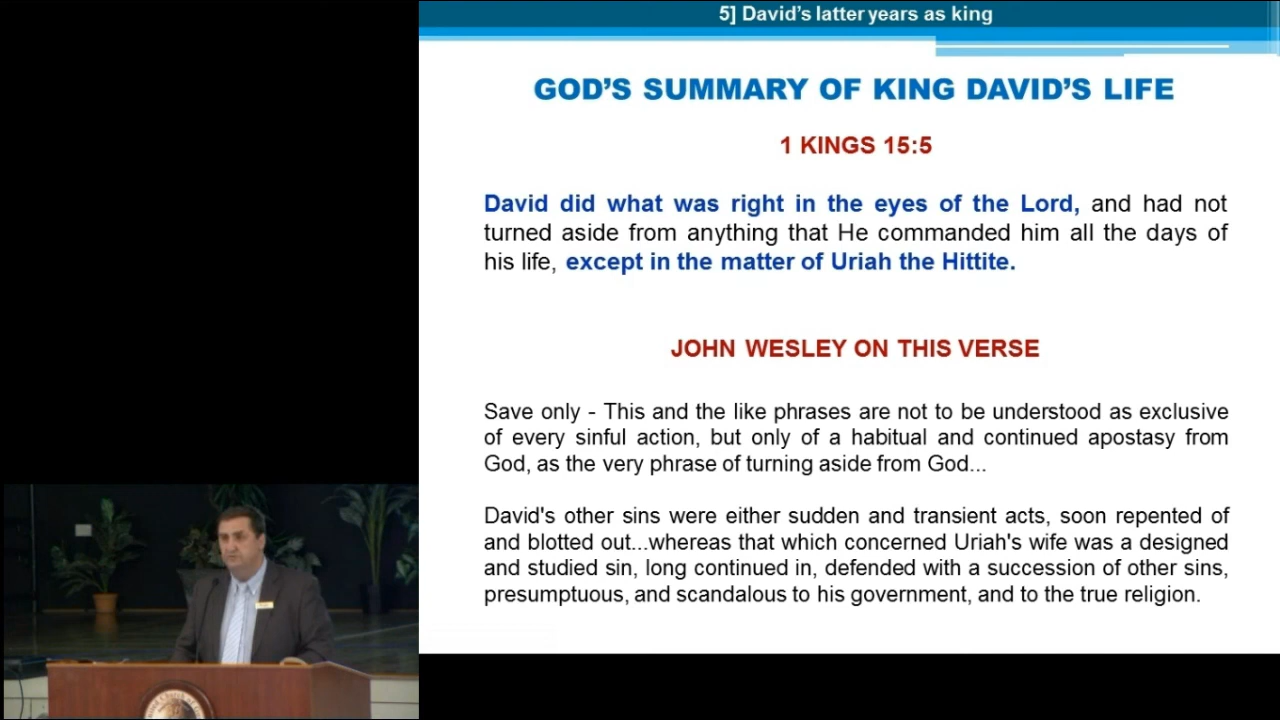 5] David's latter years as king
GOD'S SUMMARY OF KING DAVID'S LIFE
1 KINGS 15:5
David did what was right in the eyes of the Lord, and had not
turned aside from anything that He commanded him all the days of
his life, except in the matter of Uriah the Hittite.
JOHN WESLEY ON THIS VERSE
Save only - This and the like phrases are not to be understood as exclusive
of every sinful action, but only of a habitual and continued apostasy from
God, as the very phrase of turning aside from God...
David's other sins were either sudden and transient acts, soon repented of
and blotted out...whereas that which concerned Uriah's wife was a designed
and studied sin, long continued in, defended with a succession of other sins,
presumptuous, and scandalous to his government, and to the true religion.
Church of